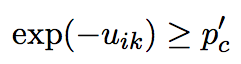 exp(−u_{ik}) ≥ p′_c